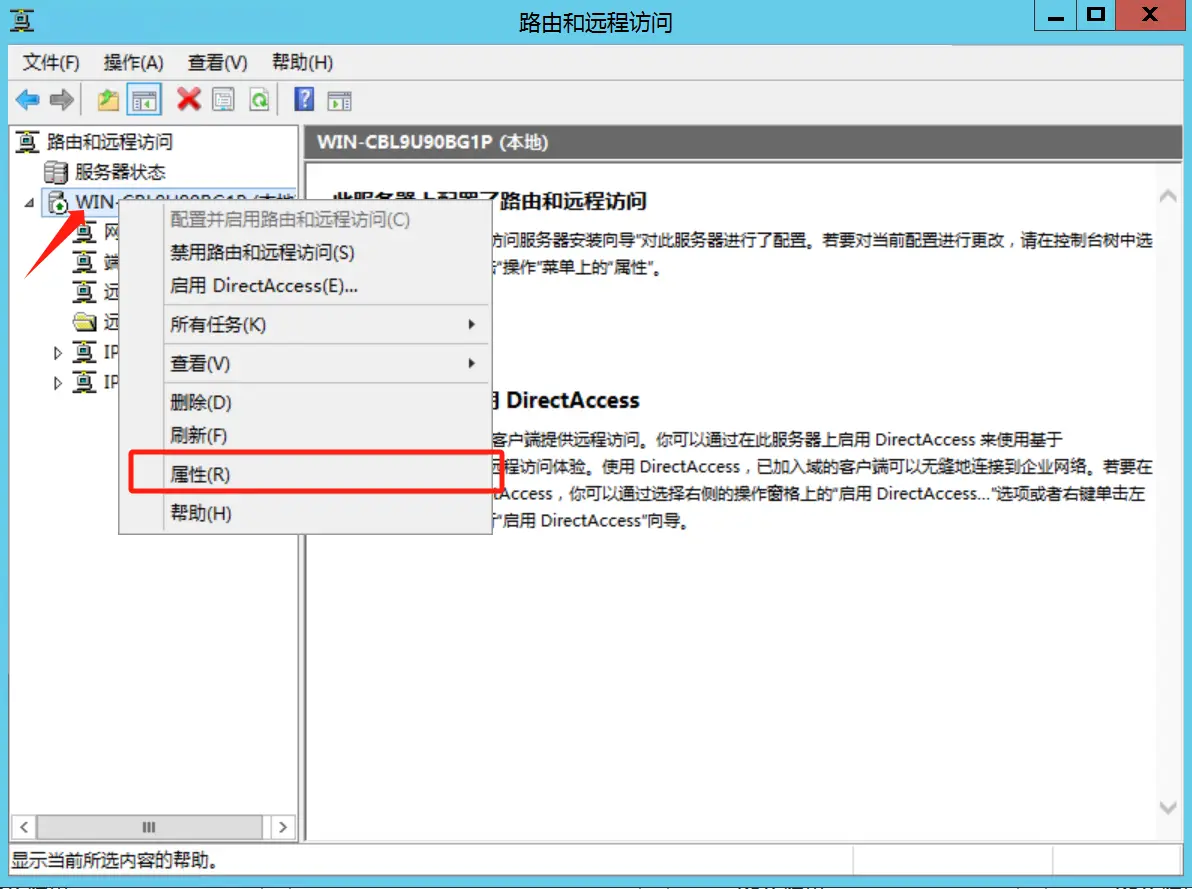 路由和远程访问
文件(F) 操作(A) 查看(V) 帮助(H)
路由和远程访问
服务器状态
WIN-CBL9U90BG1P (本地
网
端
远
远
IP
IP
配置并启用路由和远程访问(C)
禁用路由和远程访问(S)
启用 DirectAccess(E)...
所有任务(K)
查看(V)
删除(D)
刷新(F)
属性(R)
帮助(H)
WIN-CBL9U90BG1P (本地)
此服务器上配置了路由和远程访问
访问服务器安装向导"对此服务器进行了配置。若要对当前配置进行更改，请在控制台树中选
"操作"菜单上的"属性"。
用 DirectAccess
客户端提供远程访问。你可以通过在此服务器上启用 DirectAccess 来使用基于
远程访问体验。使用 DirectAccess，已加入域的客户端可以无缝地连接到企业网络。若要在
Access，你可以通过选择右侧的操作窗格上的"启用 DirectAccess..."选项或者右键单击左
"启用 DirectAccess"向导。
显示当前所选内容的帮助。